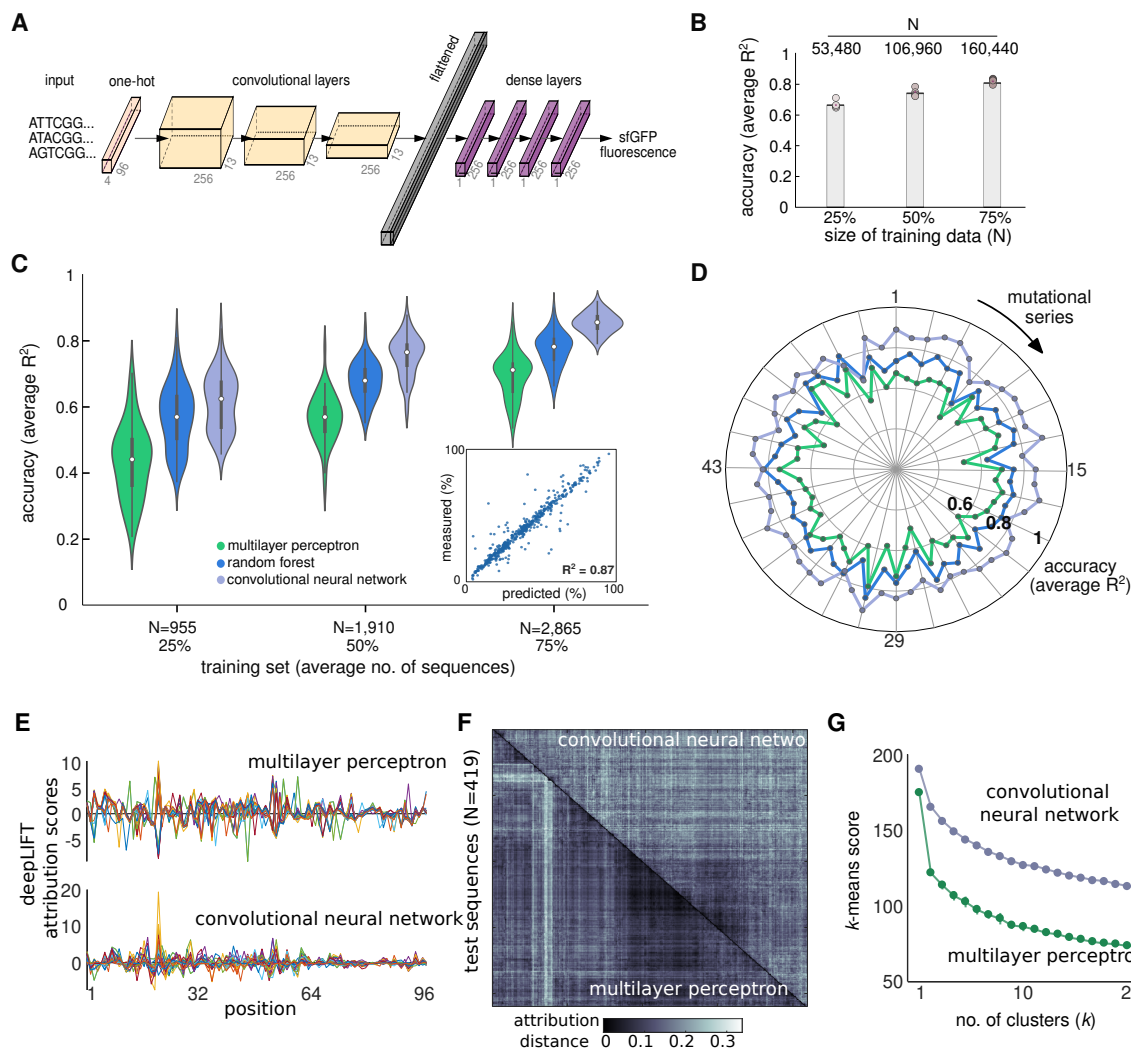 A
input
one-hot
convolutional layers
flattened
dense layers
ATTCGG...
ATACGG...
AGTCGG...
sfGFP
fluorescence
4
96
256
13
256
13
256
13
1
256
1
256
1
256
1
256
B
N
53,480 106,960 160,440
accuracy (average R²)
1
0.8
0.6
0.4
0.2
0
25% 50% 75%
size of training data (N)
C
accuracy (average R²)
1
0.8
0.6
0.4
0.2
0
multilayer perceptron
random forest
convolutional neural network
measured (%)
100
0
R² = 0.87
0 100
predicted (%)
N=955 N=1,910 N=2,865
25% 50% 75%
training set (average no. of sequences)
D
1
mutational
series
43
15
0.6
0.8
1
accuracy
(average R²)
29
E
deepLIFT
attribution scores
10
5
0
-5
multilayer perceptron
20
10
0
convolutional neural network
1 32 64 96
position
F
test sequences (N=419)
convolutional neural netwo
multilayer perceptron
attribution
distance
0 0.1 0.2 0.3
G
k-means score
200
150
100
50
convolutional
neural network
multilayer perceptro
1 10 2
no. of clusters (k)